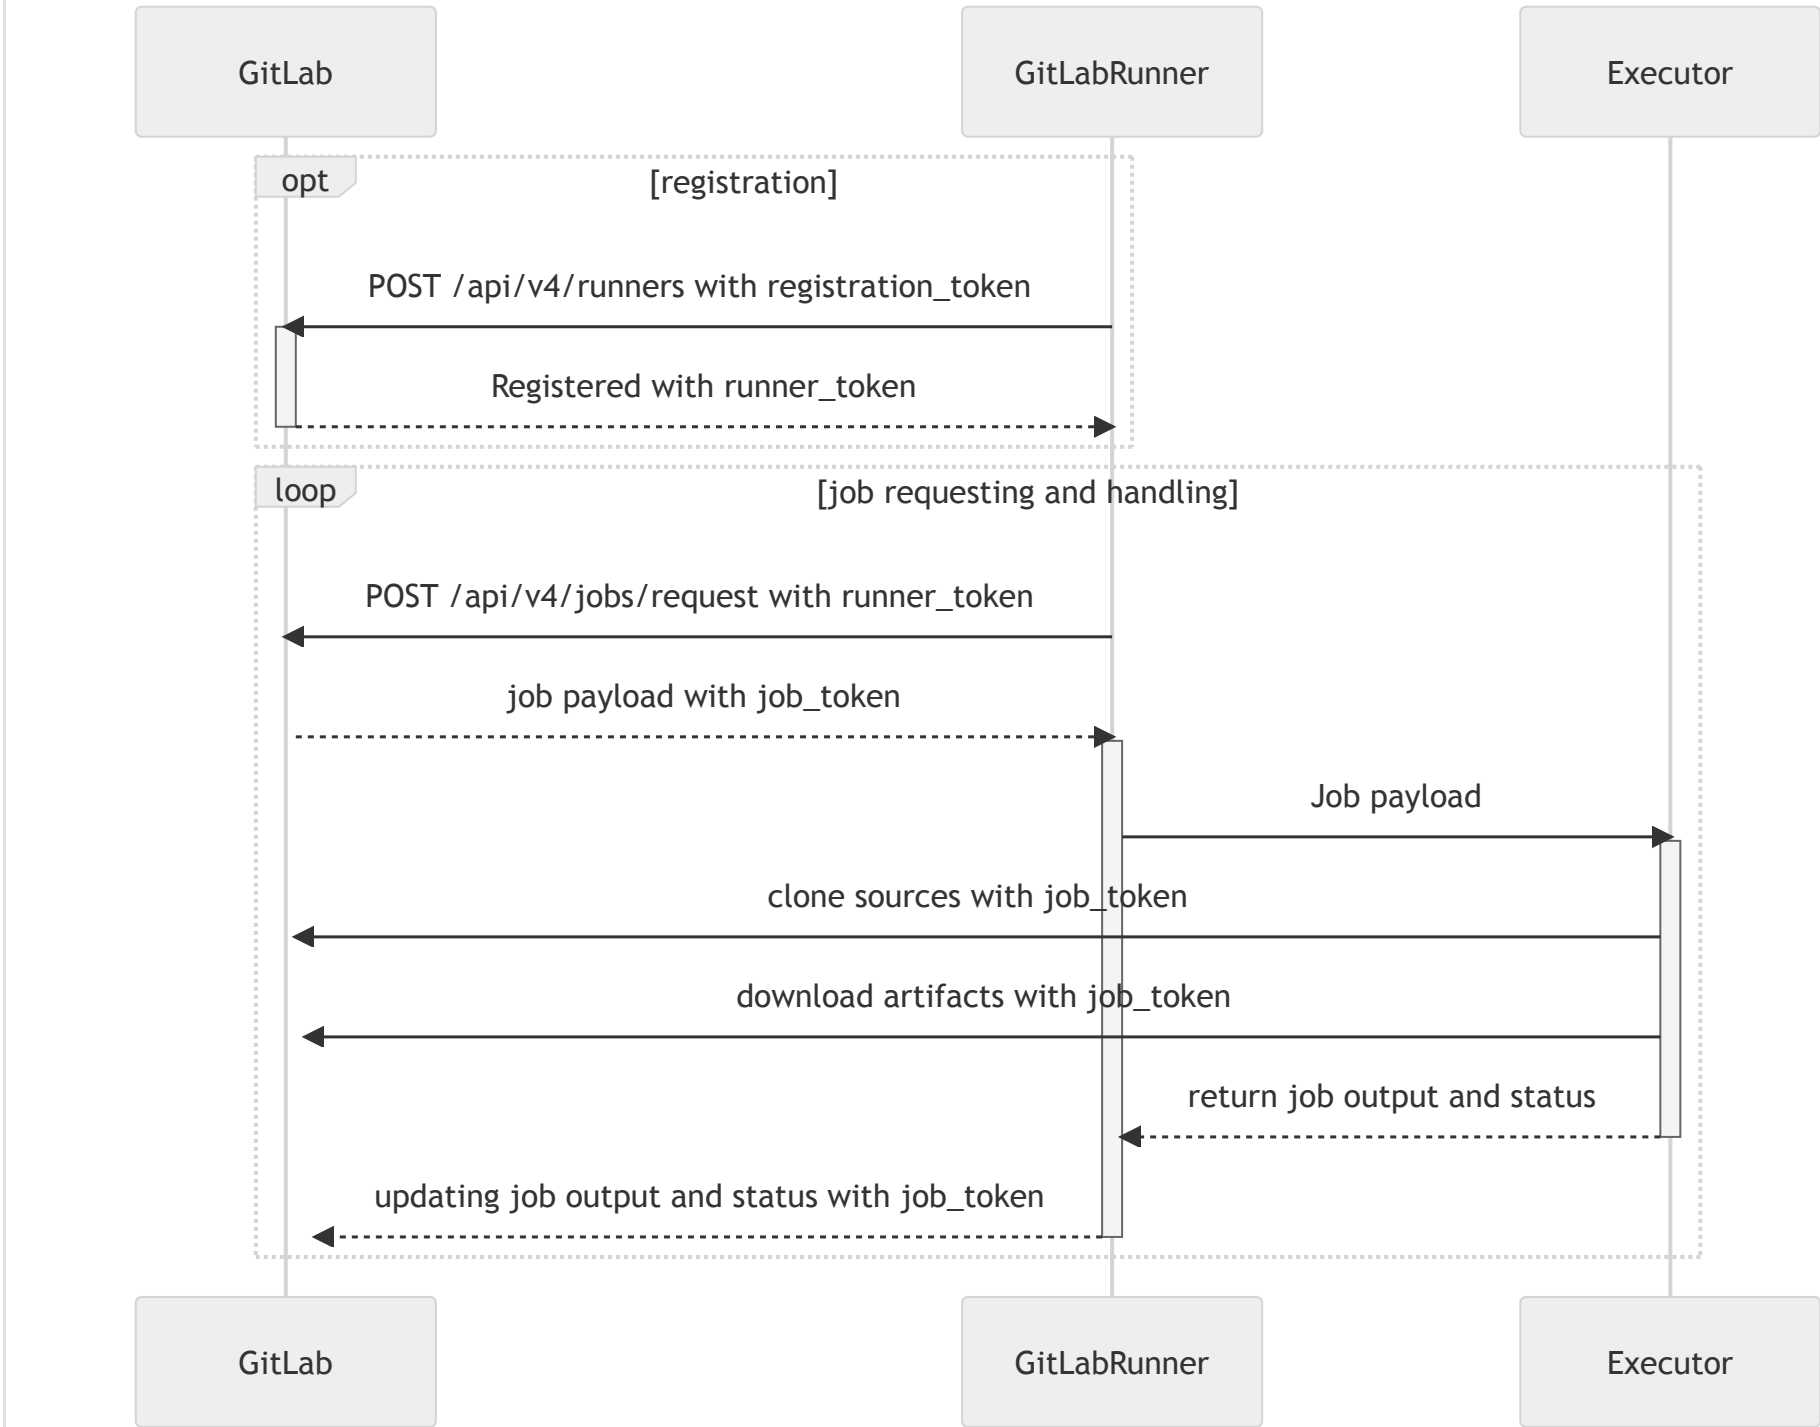 GitLab
GitLabRunner
Executor
opt
[registration]
POST /api/v4/runners with registration_token
Registered with runner_token
loop
[job requesting and handling]
POST /api/v4/jobs/request with runner_token
job payload with job_token
Job payload
clone sources with job_token
download artifacts with job_token
return job output and status
updating job output and status with job_token
GitLab
GitLabRunner
Executor